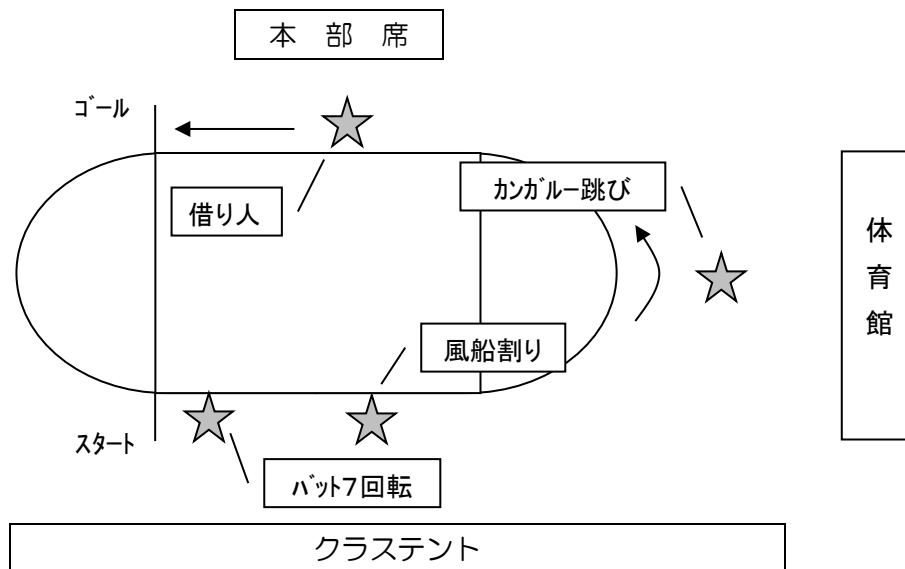 本 部 席
ｺﾞｰﾙ
ｶﾝｶﾞﾙｰ跳び
借り人
体
育
館
風船割り
ｽﾀｰﾄ
ﾊﾞｯﾄ７回転
クラステント